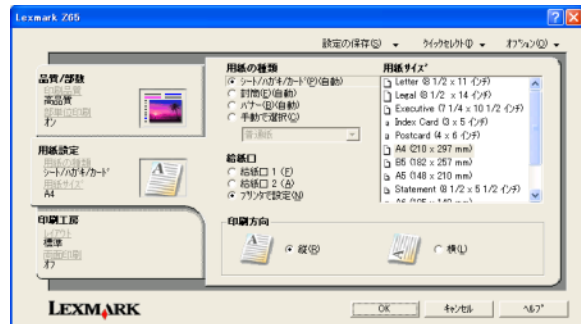 Lexmark Z65
設定の保存(S) クイックセレクト(I) オプション(O)
品質/部数
印刷品質
高品質
部単位印刷
オン
用紙設定
用紙の種類
シート/ハガキ/カード
用紙サイズ
A4
印刷工房
レイアウト
標準
両面印刷
オフ
用紙の種類
シート/ハガキ/カード(P)(自動)
封筒(E)(自動)
バナー(B)(自動)
手動で選択(C)
普通紙
給紙口
給紙口 1 (F)
給紙口 2 (A)
プリンタで設定(N)
用紙サイズ
Letter (8 1/2 x 11 インチ)
Legal (8 1/2 x 14 インチ)
Executive (7 1/4 x 10 1/2 インチ)
Index Card (3 x 5 インチ)
Postcard (4 x 6 インチ)
A4 (210 x 297 mm)
B5 (182 x 257 mm)
A5 (148 x 210 mm)
Statement (8 1/2 x 5 1/2 インチ)
A6 (105 x 148 mm)
印刷方向
縦(R)
横(L)
LEXMARK
OK キャンセル ヘルプ